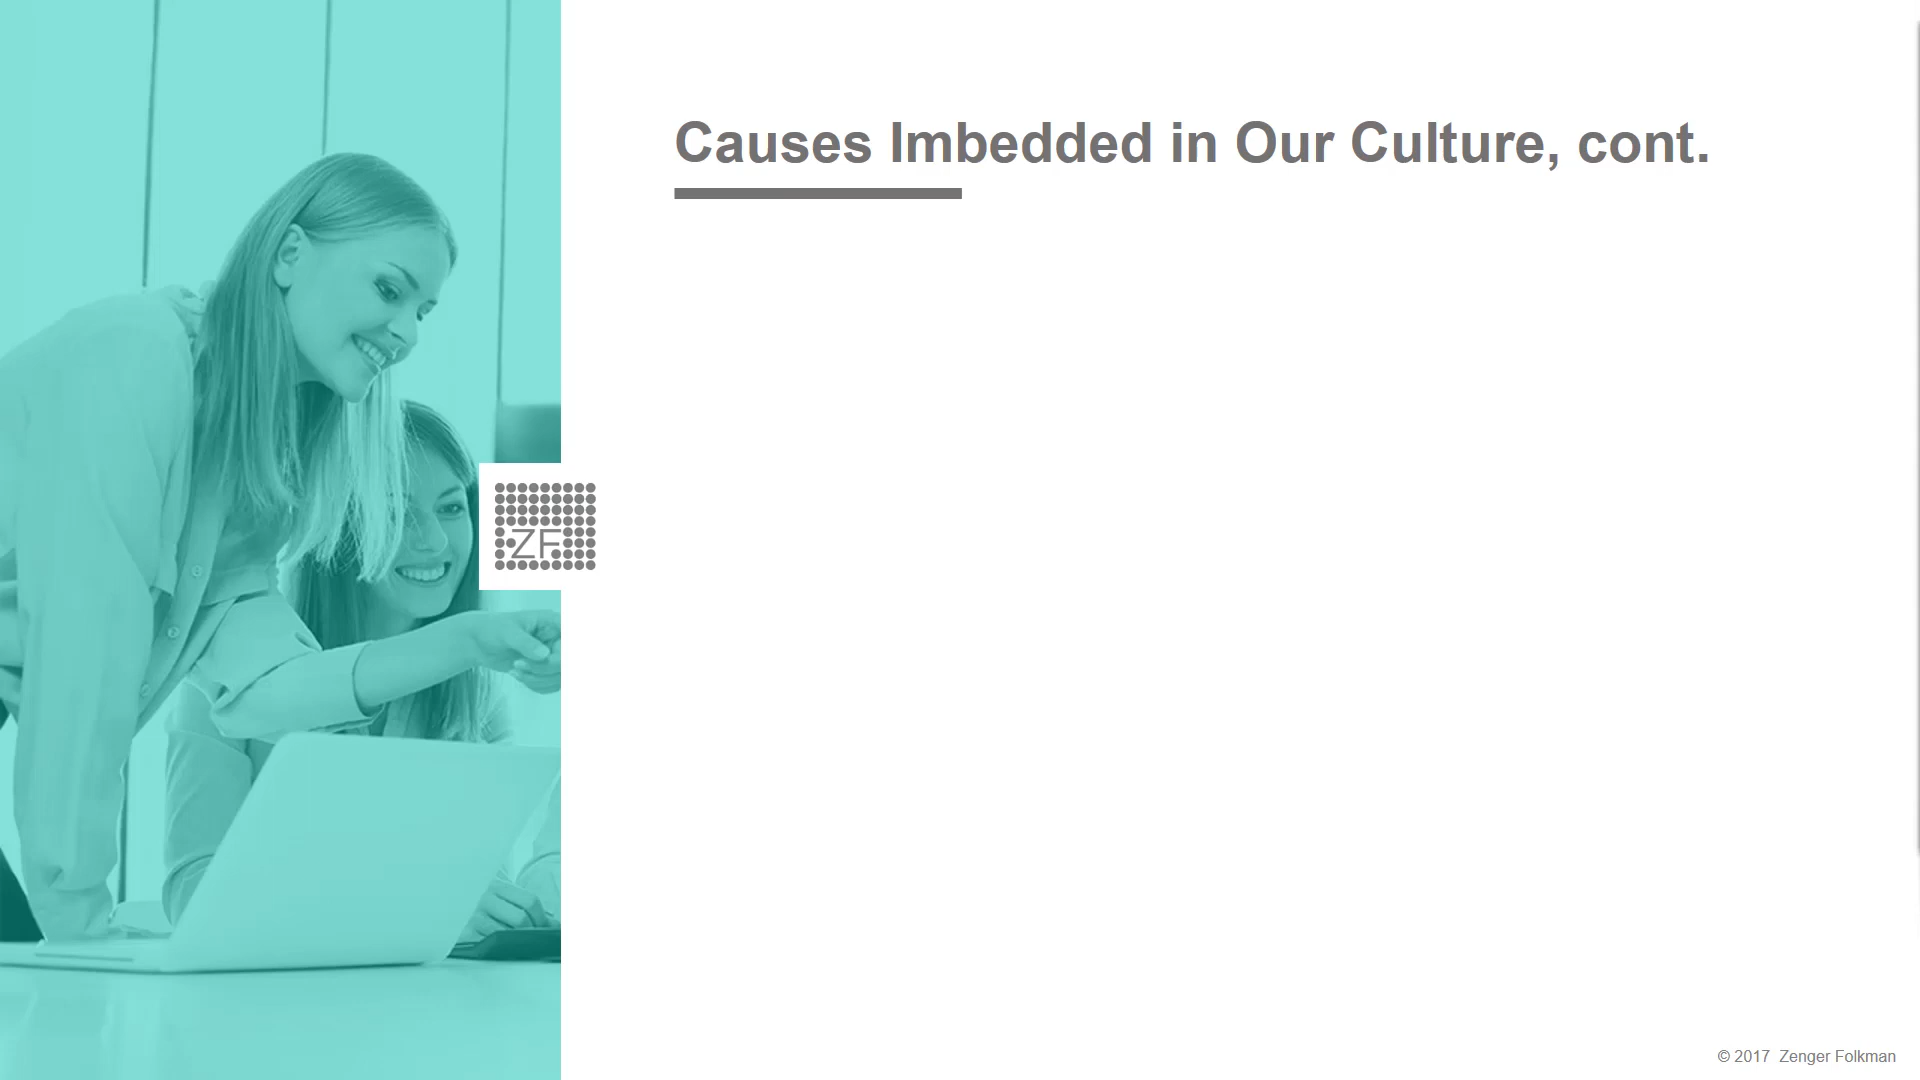 Causes Imbedded in Our Culture, cont.
ZF
© 2017 Zenger Folkman